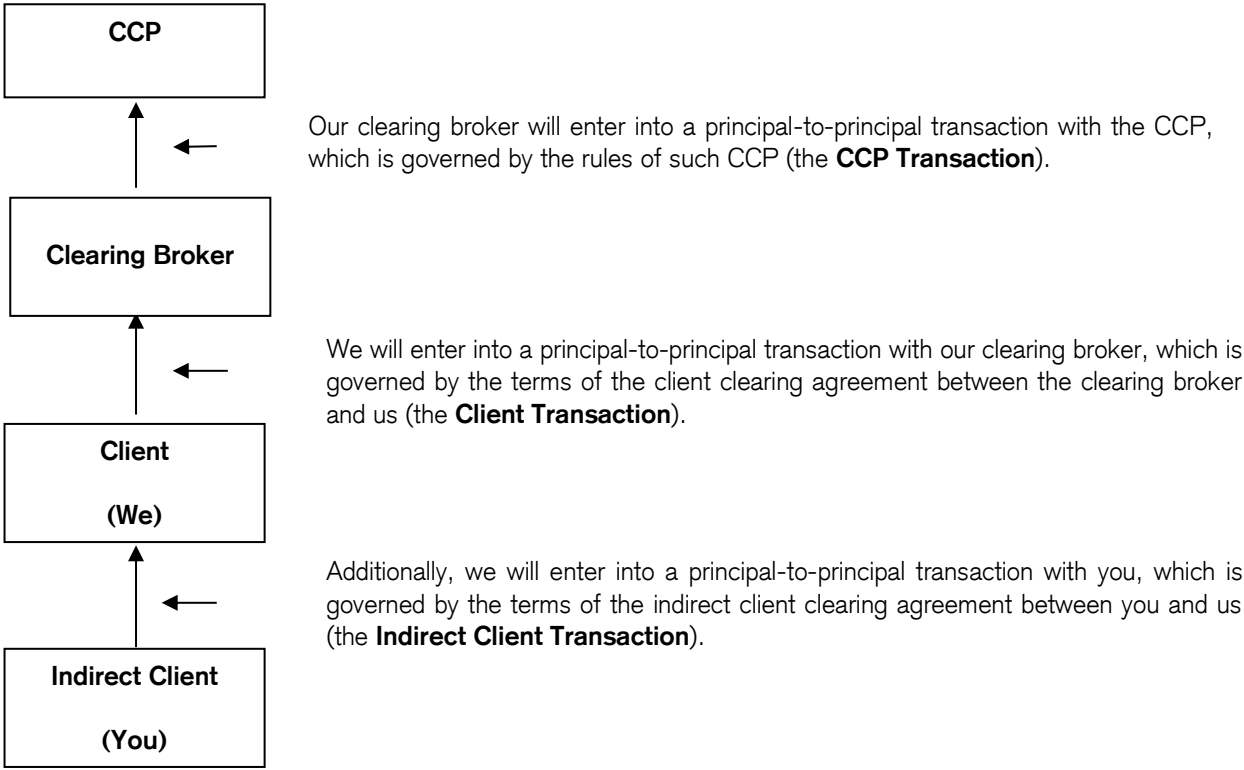 CCP
Our clearing broker will enter into a principal-to-principal transaction with the CCP,
which is governed by the rules of such CCP (the CCP Transaction).
Clearing Broker
We will enter into a principal-to-principal transaction with our clearing broker, which is
governed by the terms of the client clearing agreement between the clearing broker
and us (the Client Transaction).
Client
(We)
Additionally, we will enter into a principal-to-principal transaction with you, which is
governed by the terms of the indirect client clearing agreement between you and us
(the Indirect Client Transaction).
Indirect Client
(You)